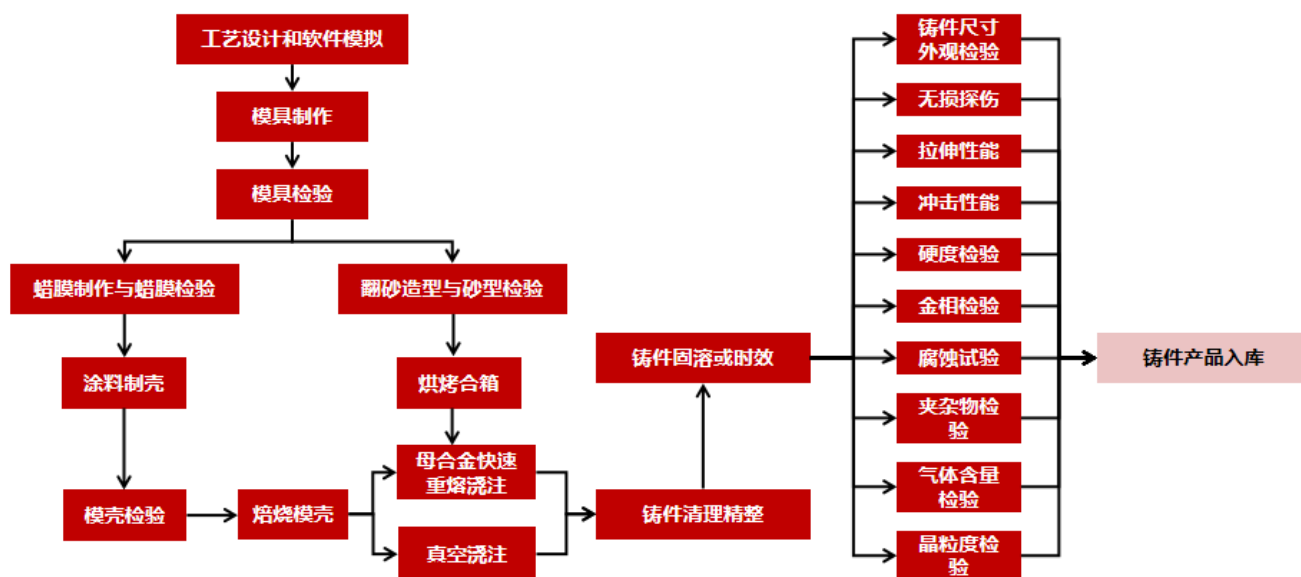 工艺设计和软件模拟
模具制作
模具检验
蜡膜制作与蜡膜检验
翻砂造型与砂型检验
涂料制壳
烘烤合箱
模壳检验
焙烧模壳
母合金快速
重熔浇注
真空浇注
铸件清理精整
铸件固溶或时效
铸件尺寸
外观检验
无损探伤
拉伸性能
冲击性能
硬度检验
金相检验
腐蚀试验
夹杂物检
验
气体含量
检验
晶粒度检
验
铸件产品入库